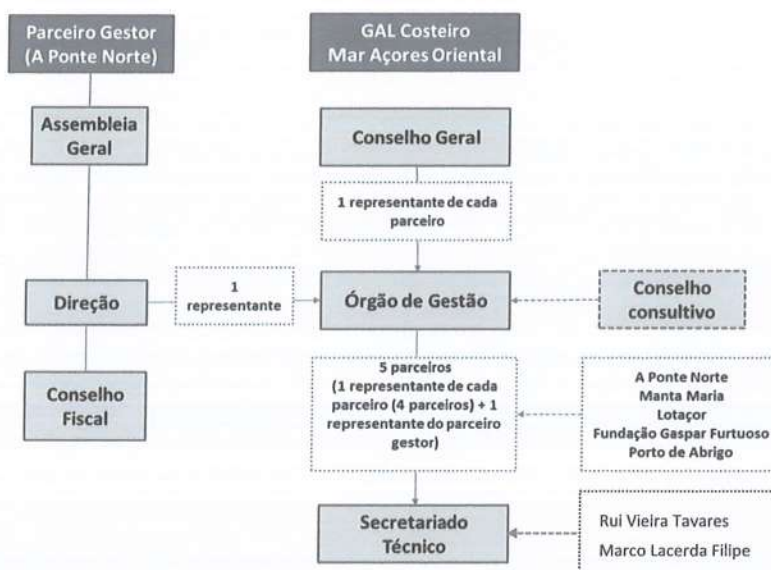 Parceiro Gestor
(A Ponte Norte)
GAL Costeiro
Mar Açores Oriental
Assembleia
Geral
Conselho Geral
1 representante de cada
parceiro
Direção
1
representante
Órgão de Gestão
Conselho
consultivo
Conselho
Fiscal
5 parceiros
(1 representante de cada
parceiro (4 parceiros) + 1
representante do parceiro
gestor)
A Ponte Norte
Manta Maria
Lotaçor
Fundação Gaspar Furtuoso
Porto de Abrigo
Secretariado
Técnico
Rui Vieira Tavares
Marco Lacerda Filipe